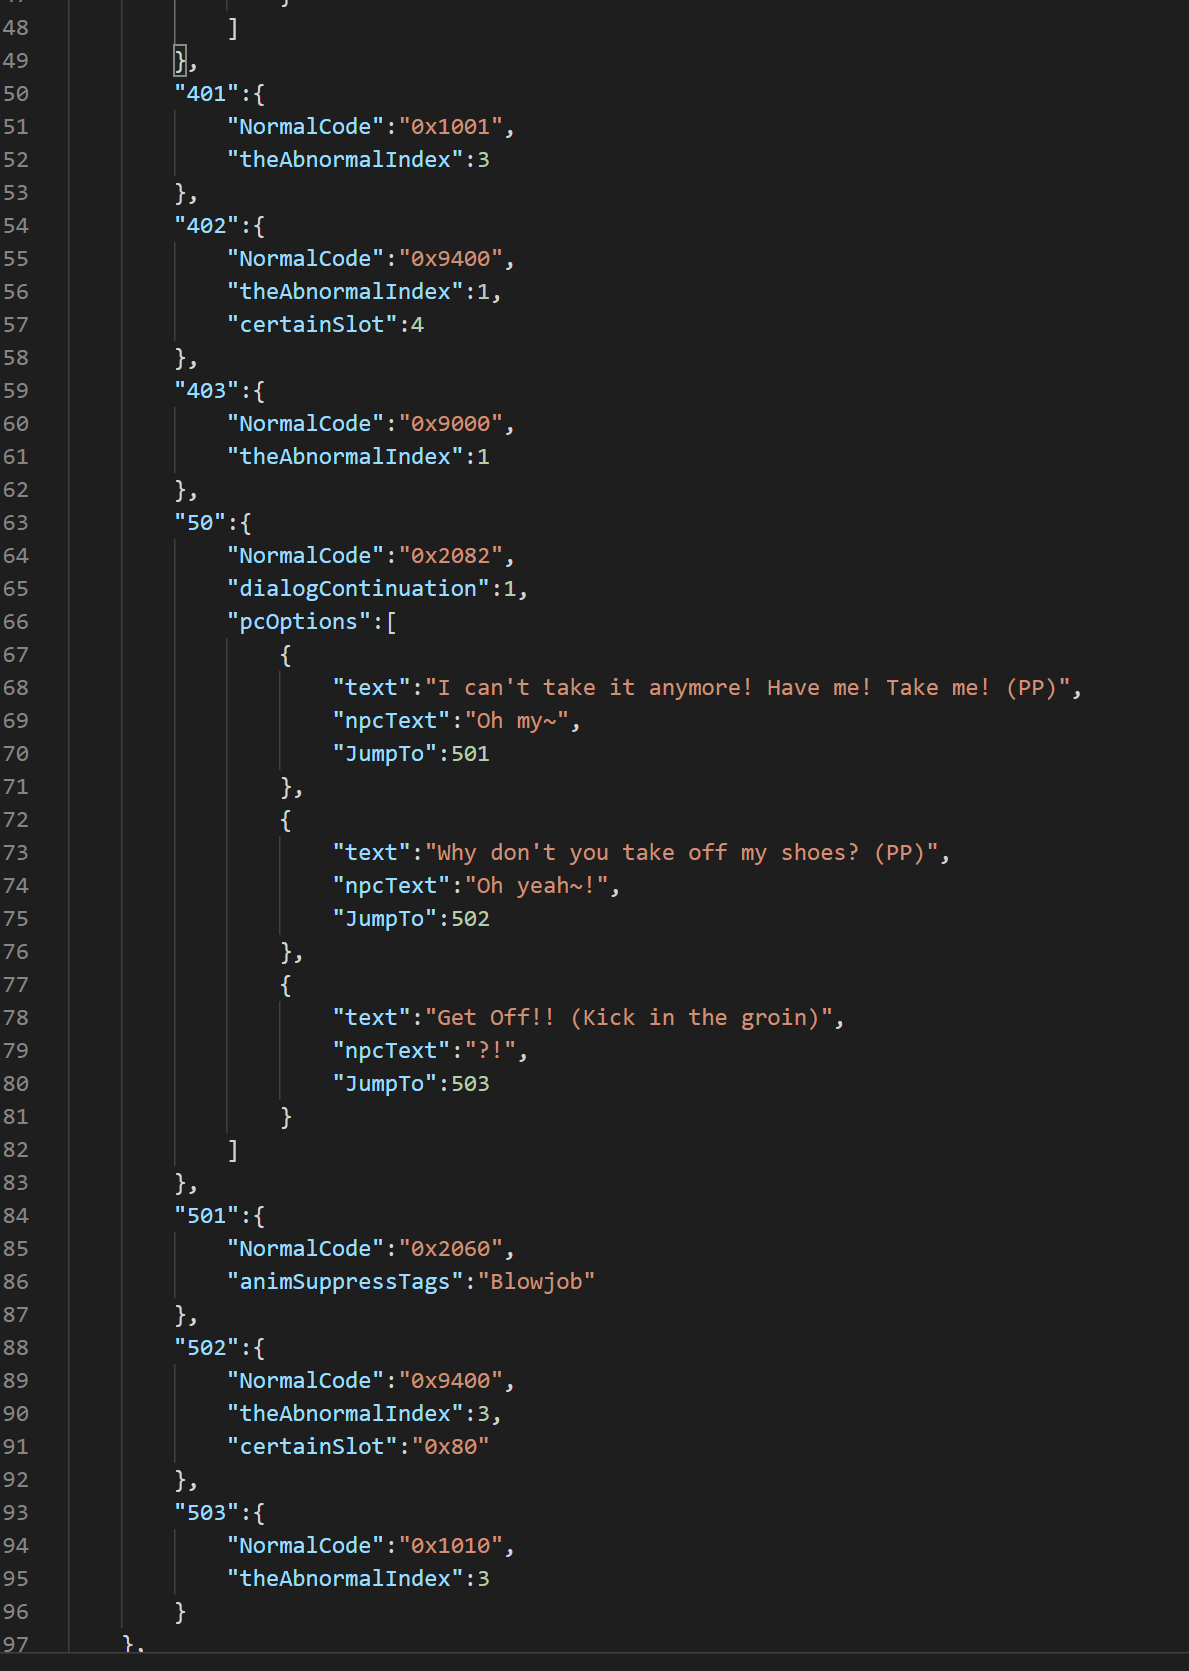 48 ]
49 },
50 "401":{
51 "NormalCode":"0x1001",
52 "theAbnormalIndex":3
53 },
54 "402":{
55 "NormalCode":"0x9400",
56 "theAbnormalIndex":1,
57 "certainSlot":4
58 },
59 "403":{
60 "NormalCode":"0x9000",
61 "theAbnormalIndex":1
62 },
63 "50":{
64 "NormalCode":"0x2082",
65 "dialogContinuation":1,
66 "pcOptions":[
67 {
68 "text":"I can't take it anymore! Have me! Take me! (PP)",
69 "npcText":"Oh my~",
70 "JumpTo":501
71 },
72 {
73 "text":"Why don't you take off my shoes? (PP)",
74 "npcText":"Oh yeah~!",
75 "JumpTo":502
76 },
77 {
78 "text":"Get Off!! (Kick in the groin)",
79 "npcText":"?!",
80 "JumpTo":503
81 }
82 ]
83 },
84 "501":{
85 "NormalCode":"0x2060",
86 "animSuppressTags":"Blowjob"
87 },
88 "502":{
89 "NormalCode":"0x9400",
90 "theAbnormalIndex":3,
91 "certainSlot":"0x80"
92 },
93 "503":{
94 "NormalCode":"0x1010",
95 "theAbnormalIndex":3
96 }
97 },